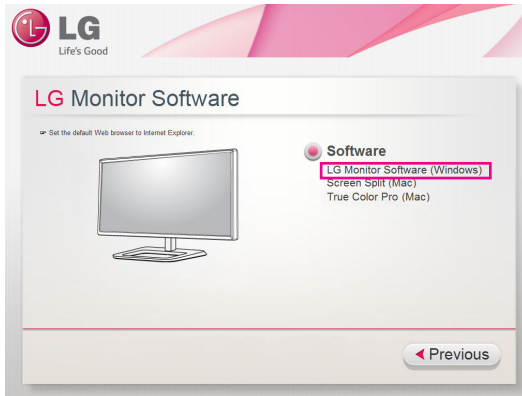 LG
LG
Life's Good
LG Monitor Software
☞ Set the default Web browser to Internet Explorer.
Software
LG Monitor Software (Windows)
Screen Split (Mac)
True Color Pro (Mac)
Previous